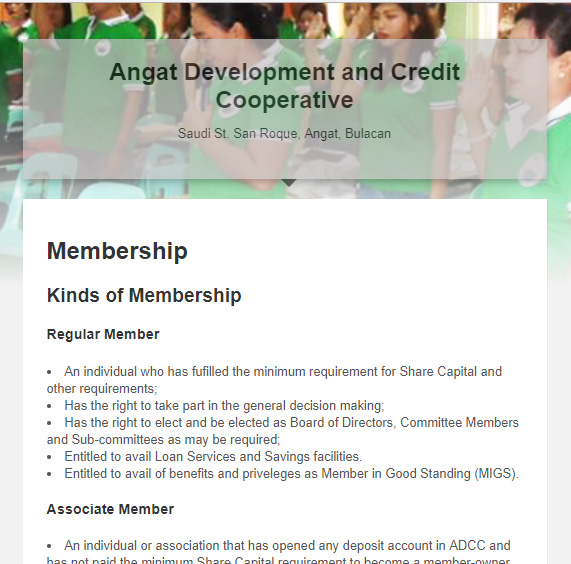 Angat Development and Credit
Cooperative
Saudi St. San Roque, Angat, Bulacan
Membership
Kinds of Membership
Regular Member
• An individual who has fufilled the minimum requirement for Share Capital and
other requirements;
• Has the right to take part in the general decision making;
• Has the right to elect and be elected as Board of Directors, Committee Members
and Sub-committees as may be required;
• Entitled to avail Loan Services and Savings facilities.
• Entitled to avail of benefits and priveleges as Member in Good Standing (MIGS).
Associate Member
• An individual or association that has opened any deposit account in ADCC and
has not paid the minimum Share Capital requirement to become a member-owner